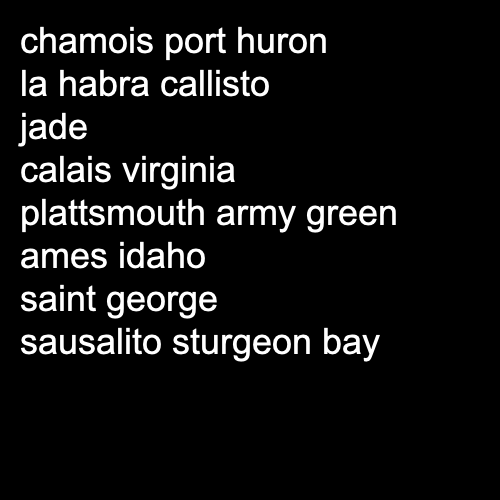 chamois port huron
la habra callisto
jade
calais virginia
plattsmouth army green
ames idaho
saint george
sausalito sturgeon bay